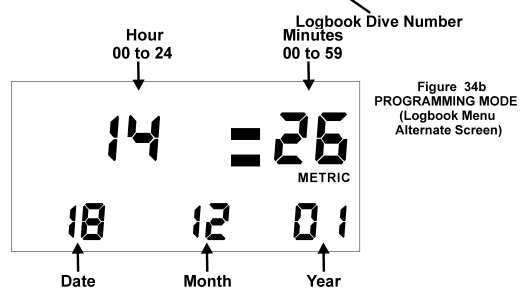 Logbook Dive Number
Hour Minutes
00 to 24 00 to 59
Figure 34b
PROGRAMMING MODE
(Logbook Menu
Alternate Screen)
14 = 26
METRIC
18 12 01
Date Month Year